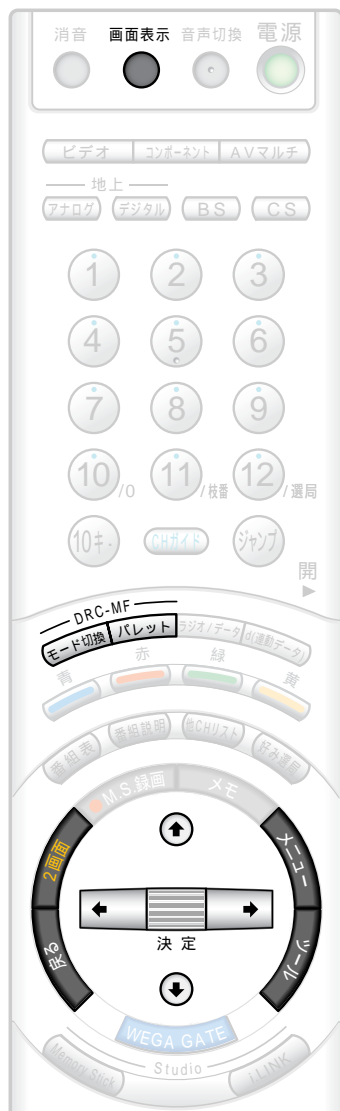 消音 画面表示 音声切換 電源
ビデオ コンポーネント AVマルチ
地上
アナログ デジタル BS CS
1 2 3
4 5 6
7 8 9
10/0 11/枝番 12/選局
10キー CHガイド ジャンプ
開
DRC-MF
モード切換 パレット ラジオ/データ d(連動データ)
青 赤 緑 黄
番組表 番組説明 他CHリスト 好み選局
M.S.録画 メモ
2画面 メニュー
決定
戻る ツール
WEGA GATE
Studio
Memory Stick i.LINK